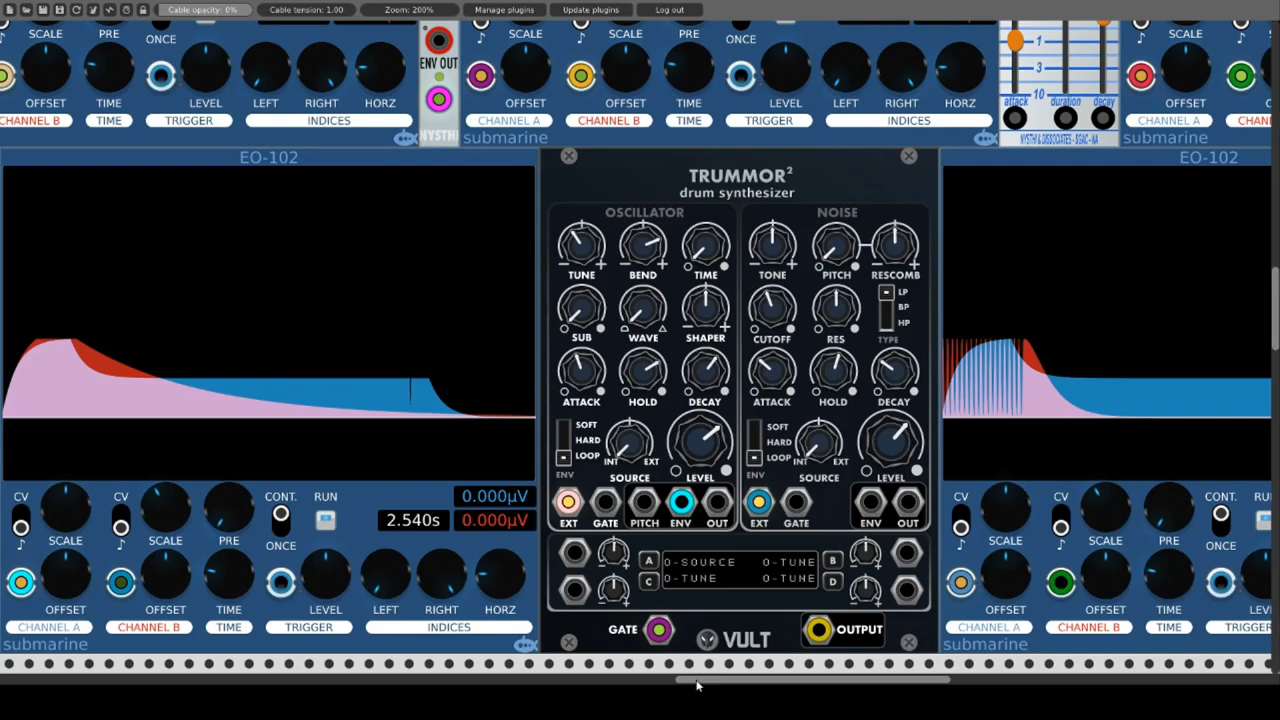 Cable opacity: 0% Cable tension: 1.00 Zoom: 200% Manage plugins Update plugins Log out
SCALE PRE ONCE
OFFSET TIME LEVEL LEFT RIGHT HORZ
CHANNEL B TIME TRIGGER INDICES
submarine
ENV OUT
NYSTHI
SCALE SCALE PRE ONCE
OFFSET OFFSET TIME LEVEL LEFT RIGHT HORZ
CHANNEL A CHANNEL B TIME TRIGGER INDICES
submarine
1
3
10
attack duration decay
SCALE
OFFSET
CHANNEL A
submarine
EO-102
CV CV CONT. RUN 0.000µV
SCALE SCALE PRE 2.540s 0.000µV
ONCE
OFFSET OFFSET TIME LEVEL LEFT RIGHT HORZ
CHANNEL A CHANNEL B TIME TRIGGER INDICES
submarine
TRUMMOR²
drum synthesizer
OSCILLATOR NOISE
TUNE BEND TIME TONE PITCH RESCOMB
LP
BP
HP
SUB WAVE SHAPER CUTOFF RES TYPE
ATTACK HOLD DECAY ATTACK HOLD DECAY
SOFT SOFT
HARD HARD
LOOP INT EXT LOOP INT EXT
ENV SOURCE LEVEL ENV SOURCE LEVEL
EXT GATE PITCH ENV OUT EXT GATE ENV OUT
A O-SOURCE O-TUNE B
C O-TUNE O-TUNE D
GATE VULT OUTPUT
EO-102
CV CV CONT.
SCALE SCALE PRE
ONCE
OFFSET OFFSET TIME
CHANNEL A CHANNEL B TIME
submarine